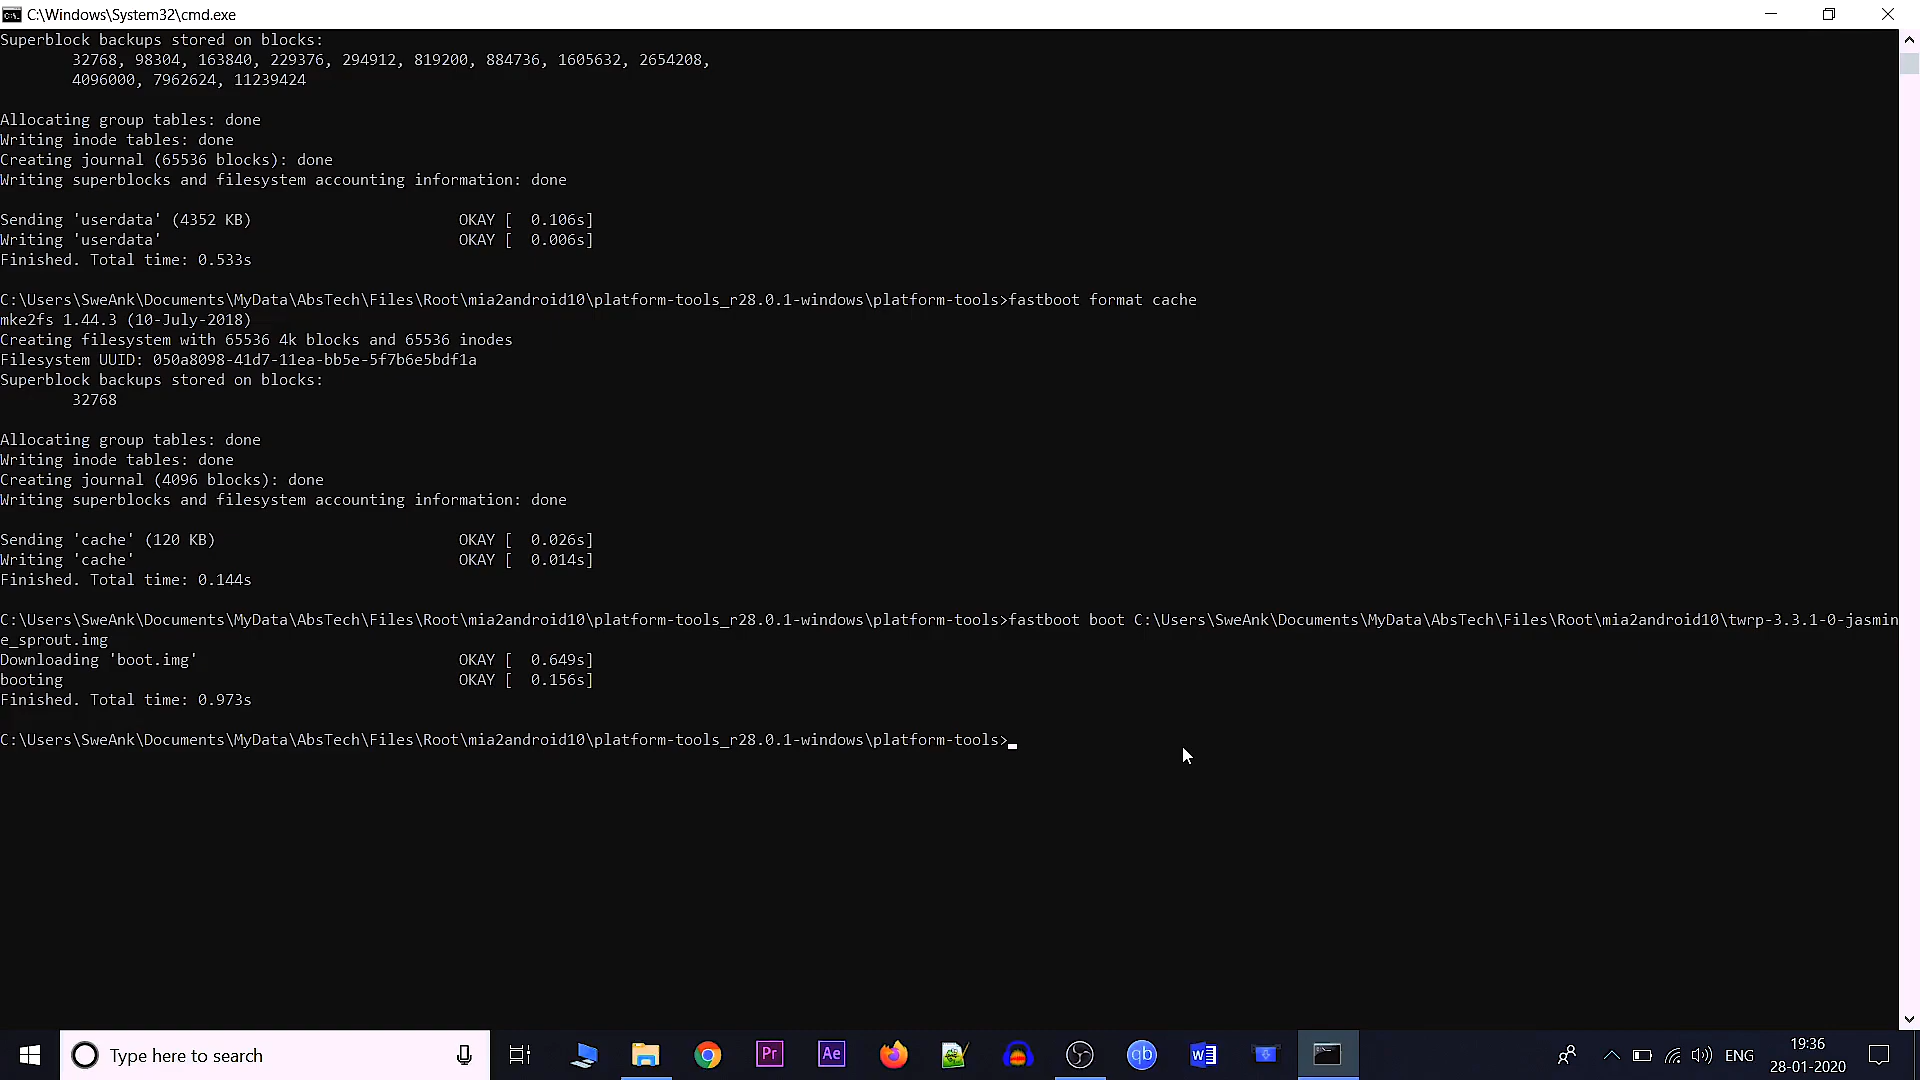 C:\Windows\System32\cmd.exe
Superblock backups stored on blocks:
32768, 98304, 163840, 229376, 294912, 819200, 884736, 1605632, 2654208,
4096000, 7962624, 11239424
Allocating group tables: done
Writing inode tables: done
Creating journal (65536 blocks): done
Writing superblocks and filesystem accounting information: done
Sending 'userdata' (4352 KB) OKAY [ 0.106s]
Writing 'userdata' OKAY [ 0.006s]
Finished. Total time: 0.533s
C:\Users\SweAnk\Documents\MyData\AbsTech\Files\Root\mia2android10\platform-tools_r28.0.1-windows\platform-tools>fastboot format cache
mke2fs 1.44.3 (10-July-2018)
Creating filesystem with 65536 4k blocks and 65536 inodes
Filesystem UUID: 050a8098-41d7-11ea-bb5e-5f7b6e5bdf1a
Superblock backups stored on blocks:
32768
Allocating group tables: done
Writing inode tables: done
Creating journal (4096 blocks): done
Writing superblocks and filesystem accounting information: done
Sending 'cache' (120 KB) OKAY [ 0.026s]
Writing 'cache' OKAY [ 0.014s]
Finished. Total time: 0.144s
C:\Users\SweAnk\Documents\MyData\AbsTech\Files\Root\mia2android10\platform-tools_r28.0.1-windows\platform-tools>fastboot boot C:\Users\SweAnk\Documents\MyData\AbsTech\Files\Root\mia2android10\twrp-3.3.1-0-jasmin
e_sprout.img
Downloading 'boot.img' OKAY [ 0.649s]
booting OKAY [ 0.156s]
Finished. Total time: 0.973s
C:\Users\SweAnk\Documents\MyData\AbsTech\Files\Root\mia2android10\platform-tools_r28.0.1-windows\platform-tools>
Type here to search
Pr
Ae
qb
W
ENG
19:36
28-01-2020